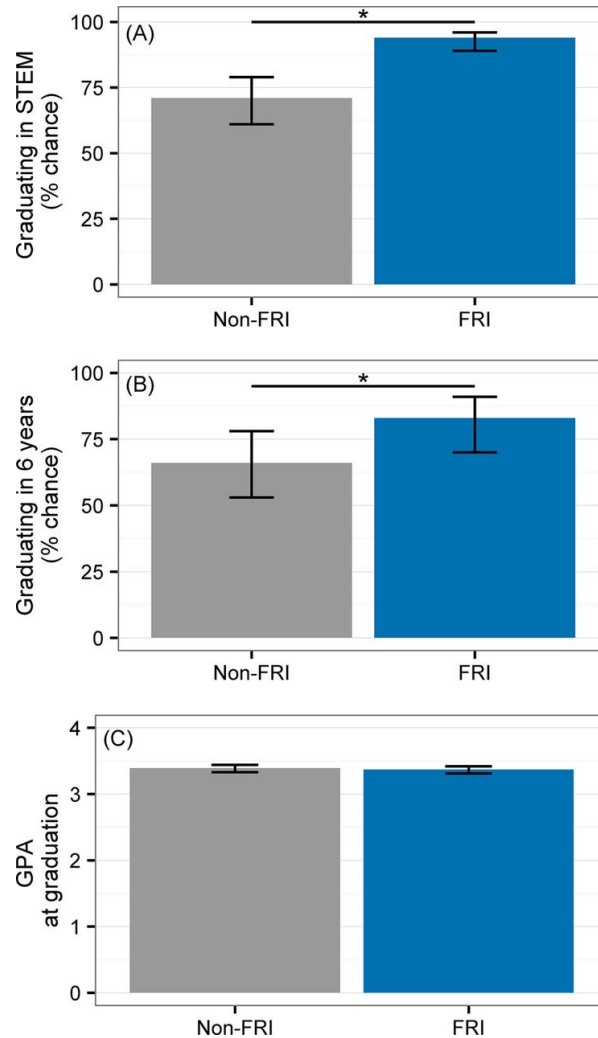 (A)
*
Graduating in STEM
(% chance)
100
75
50
25
0
Non-FRI FRI
(B)
*
Graduating in 6 years
(% chance)
100
75
50
25
0
Non-FRI FRI
(C)
GPA
at graduation
4
3
2
1
0
Non-FRI FRI